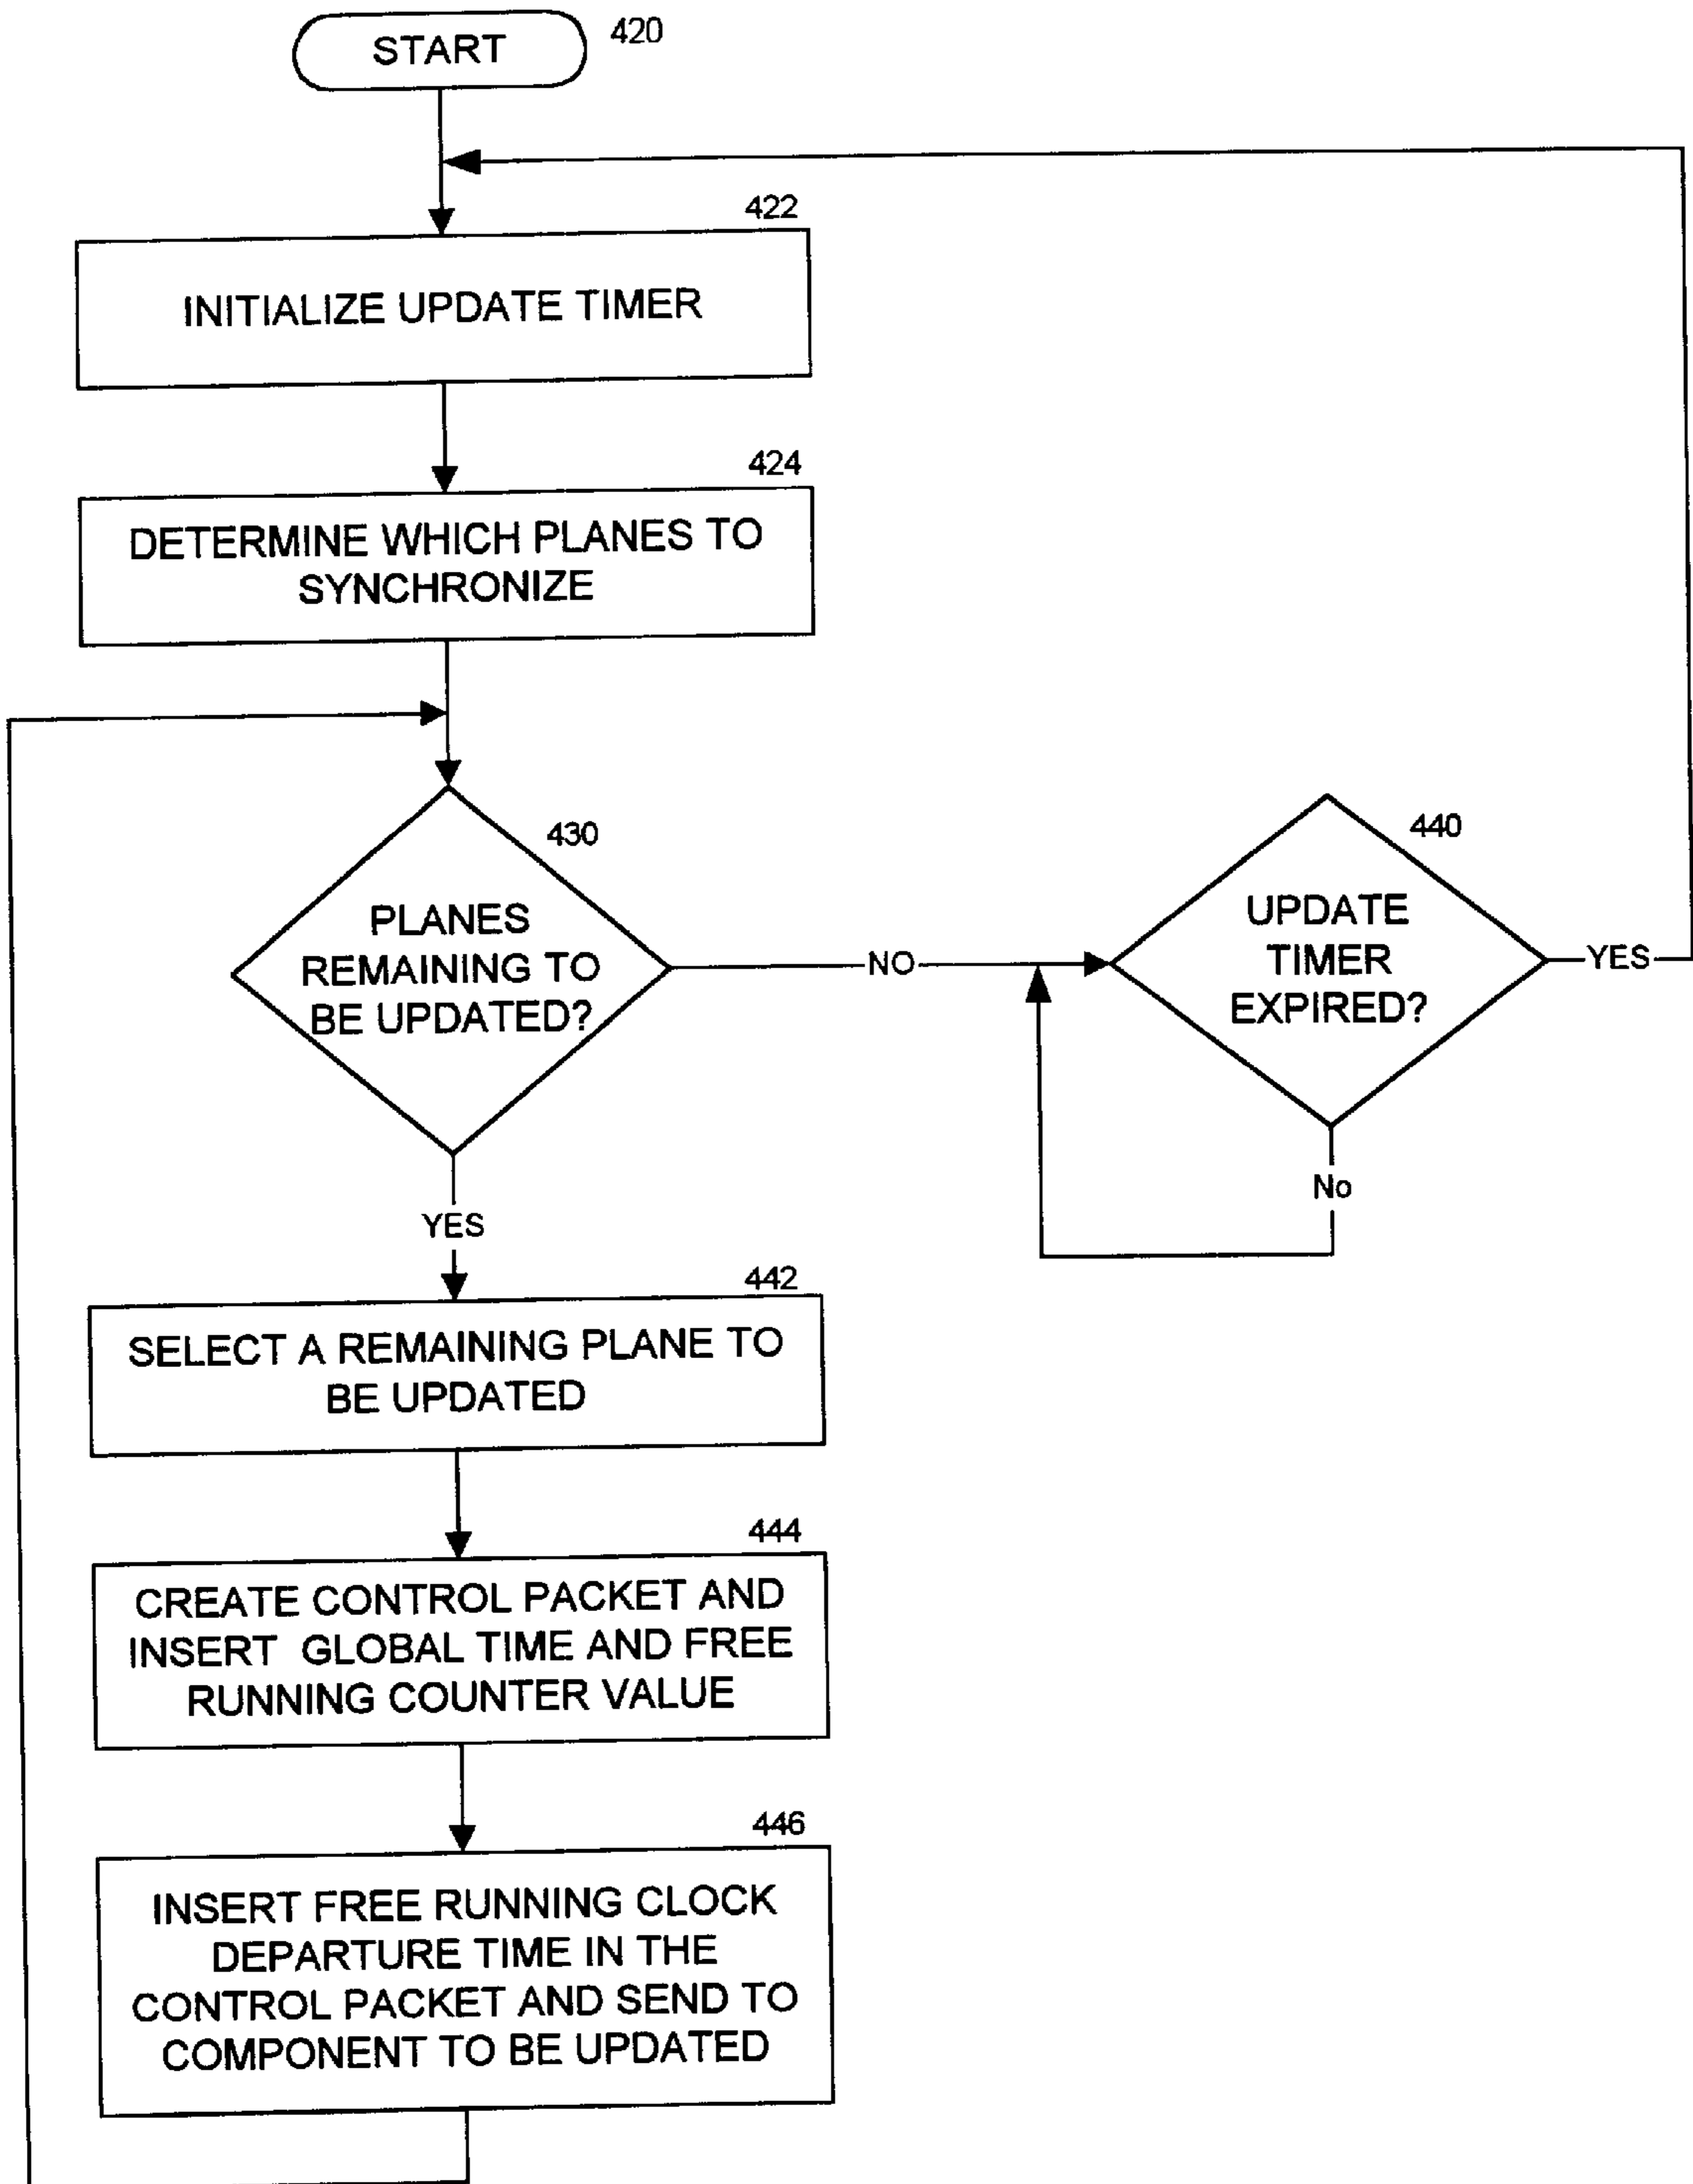 START
420
422
INITIALIZE UPDATE TIMER
424
DETERMINE WHICH PLANES TO
SYNCHRONIZE
430
PLANES
REMAINING TO
BE UPDATED?
NO
440
UPDATE
TIMER
EXPIRED?
YES
No
YES
442
SELECT A REMAINING PLANE TO
BE UPDATED
444
CREATE CONTROL PACKET AND
INSERT GLOBAL TIME AND FREE
RUNNING COUNTER VALUE
446
INSERT FREE RUNNING CLOCK
DEPARTURE TIME IN THE
CONTROL PACKET AND SEND TO
COMPONENT TO BE UPDATED